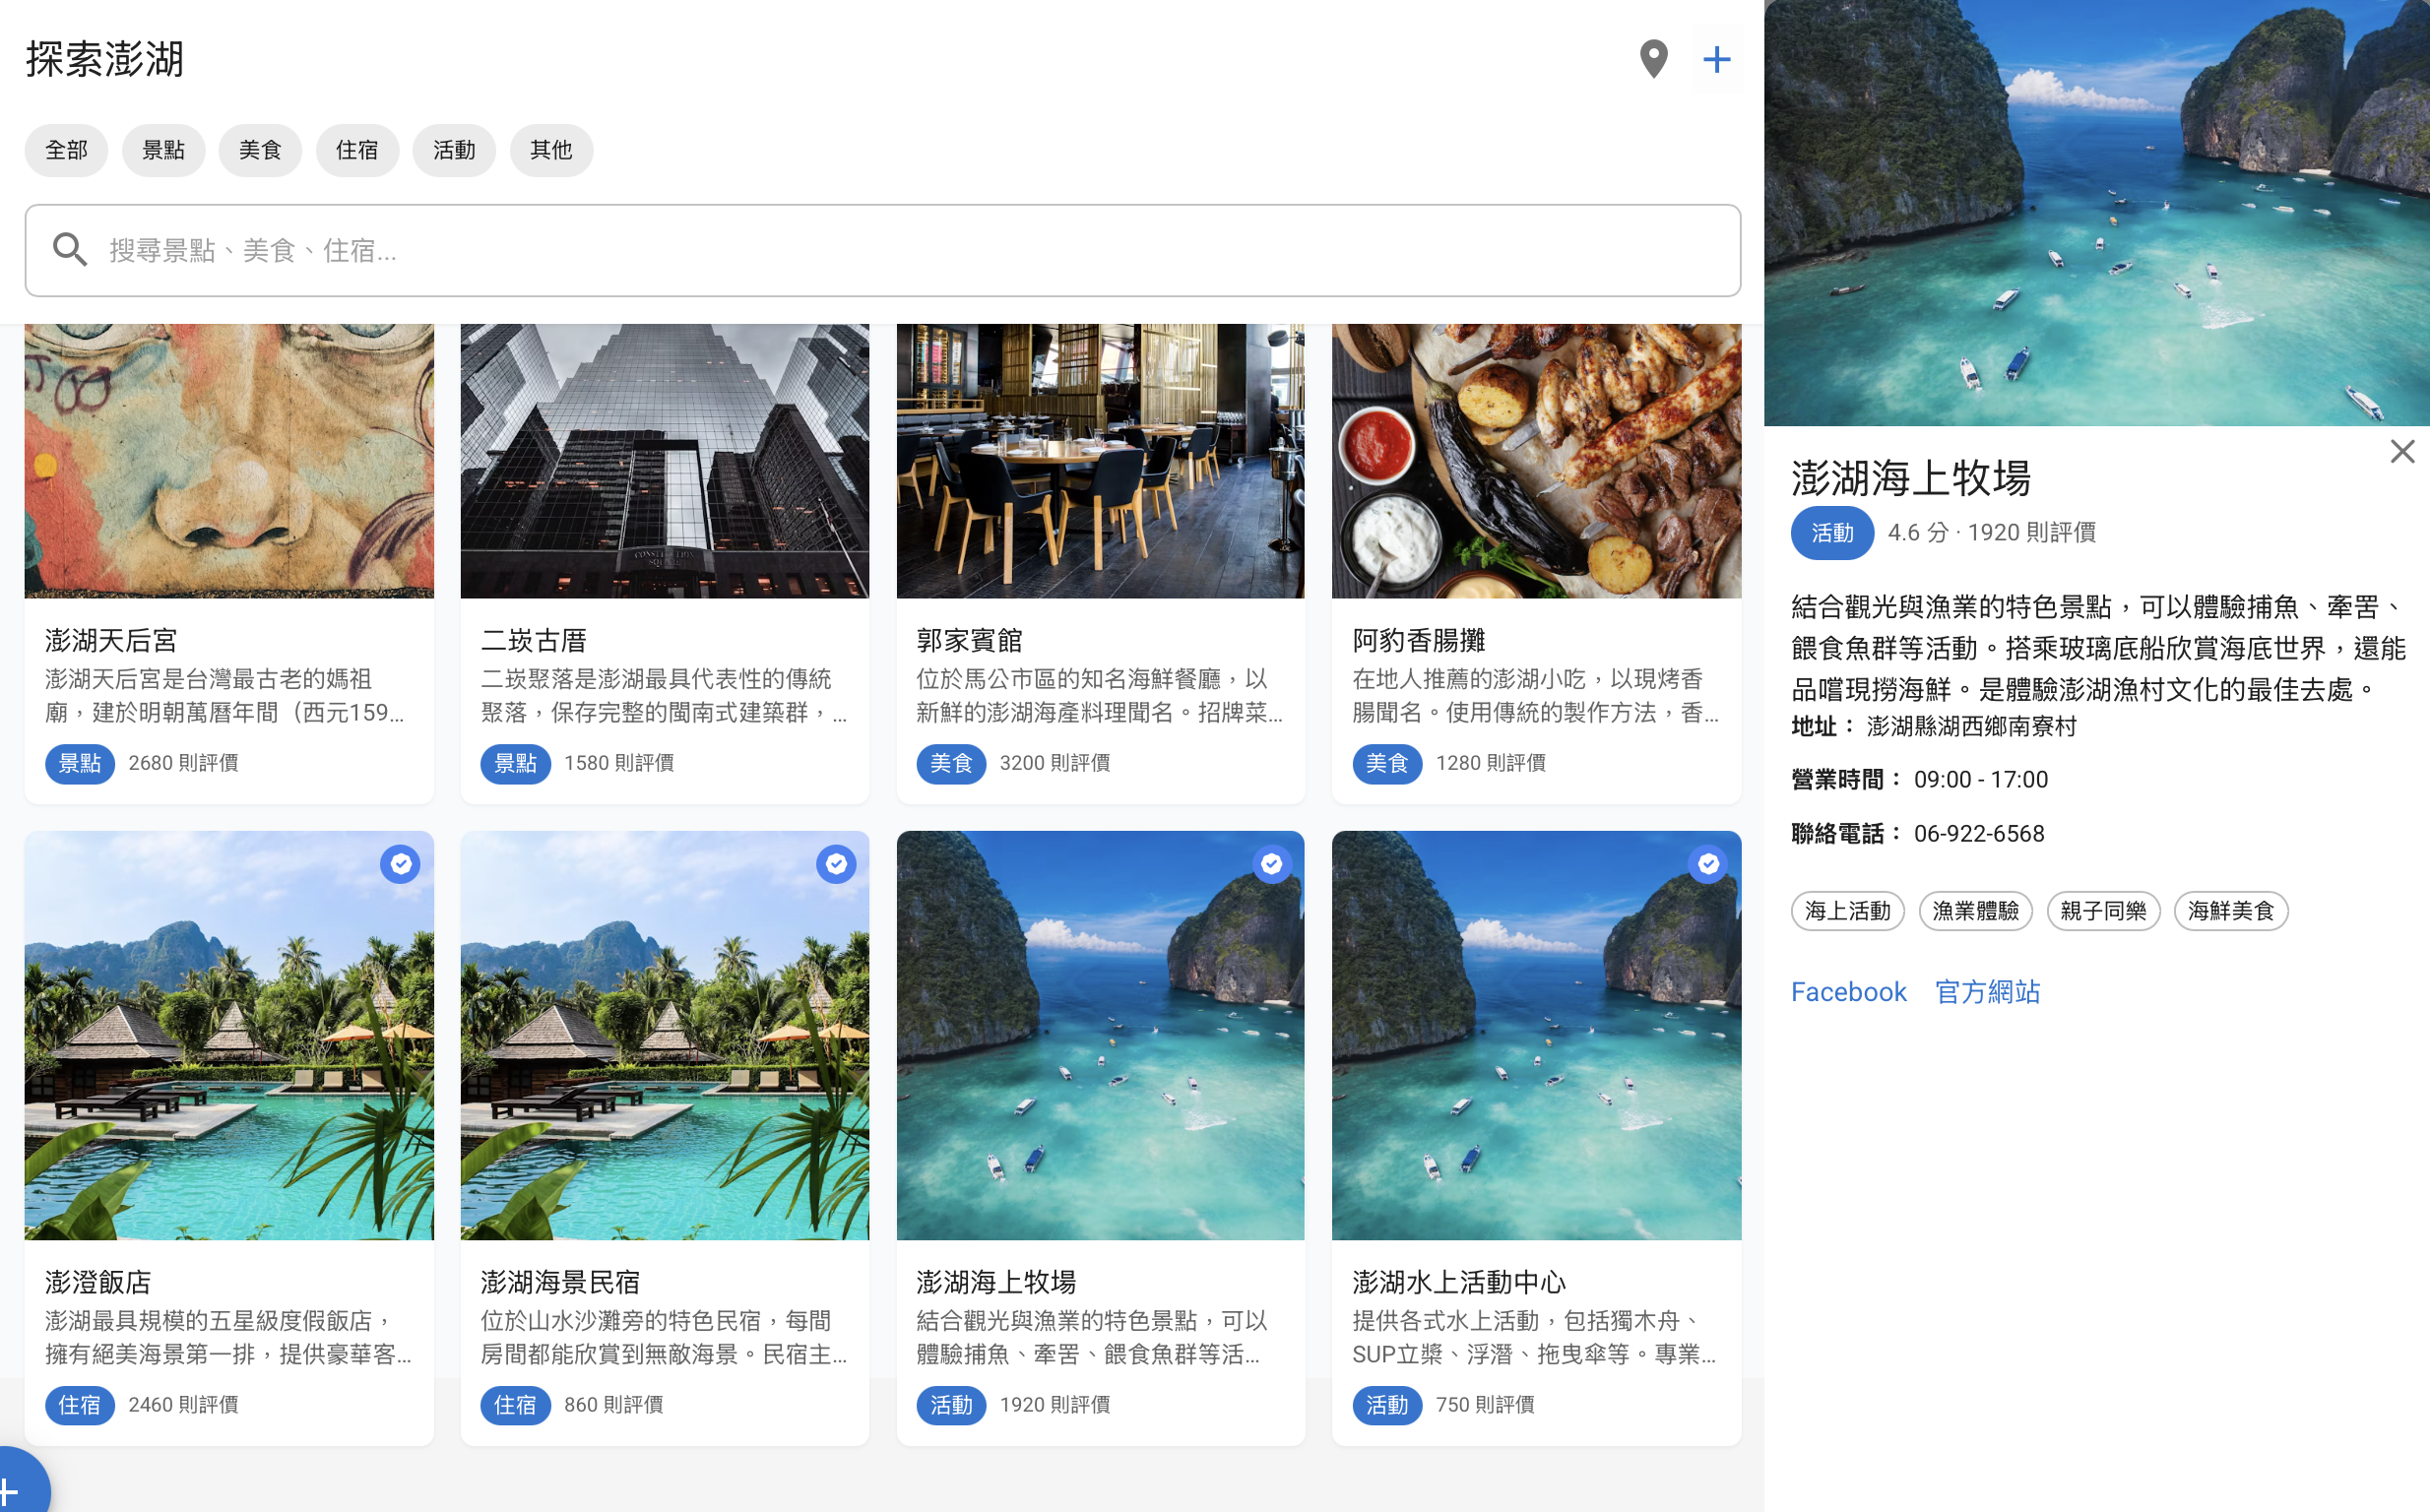 探索澎湖
全部
景點
美食
住宿
活動
其他
搜尋景點、美食、住宿...
CONSTITUTION
SQUARE
澎湖天后宮
澎湖天后宮是台灣最古老的媽祖
廟，建於明朝萬曆年間（西元159...
景點 2680 則評價
二崁古厝
二崁聚落是澎湖最具代表性的傳統
聚落，保存完整的閩南式建築群，...
景點 1580 則評價
郭家賓館
位於馬公市區的知名海鮮餐廳，以
新鮮的澎湖海產料理聞名。招牌菜...
美食 3200 則評價
阿豹香腸攤
在地人推薦的澎湖小吃，以現烤香
腸聞名。使用傳統的製作方法，香...
美食 1280 則評價
澎澄飯店
澎湖最具規模的五星級度假飯店，
擁有絕美海景第一排，提供豪華客...
住宿 2460 則評價
澎湖海景民宿
位於山水沙灘旁的特色民宿，每間
房間都能欣賞到無敵海景。民宿主...
住宿 860 則評價
澎湖海上牧場
結合觀光與漁業的特色景點，可以
體驗捕魚、牽罟、餵食魚群等活...
活動 1920 則評價
澎湖水上活動中心
提供各式水上活動，包括獨木舟、
SUP立槳、浮潛、拖曳傘等。專業...
活動 750 則評價
澎湖海上牧場
活動 4.6 分 · 1920 則評價
結合觀光與漁業的特色景點，可以體驗捕魚、牽罟、
餵食魚群等活動。搭乘玻璃底船欣賞海底世界，還能
品嚐現撈海鮮。是體驗澎湖漁村文化的最佳去處。
地址： 澎湖縣湖西鄉南寮村
營業時間： 09:00 - 17:00
聯絡電話： 06-922-6568
海上活動
漁業體驗
親子同樂
海鮮美食
Facebook 官方網站